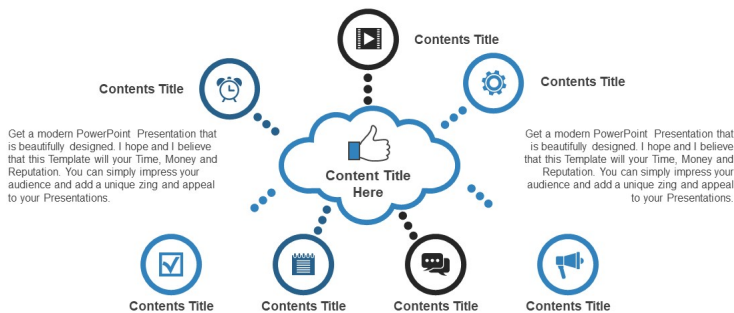 Contents Title
Contents Title
Contents Title
Get a modern PowerPoint Presentation that
is beautifully designed. I hope and I believe
that this Template will your Time, Money and
Reputation. You can simply impress your
audience and add a unique zing and appeal
to your Presentations.
Content Title
Here
Get a modern PowerPoint Presentation that
is beautifully designed. I hope and I believe
that this Template will your Time, Money and
Reputation. You can simply impress your
audience and add a unique zing and appeal
to your Presentations.
Contents Title
Contents Title
Contents Title
Contents Title